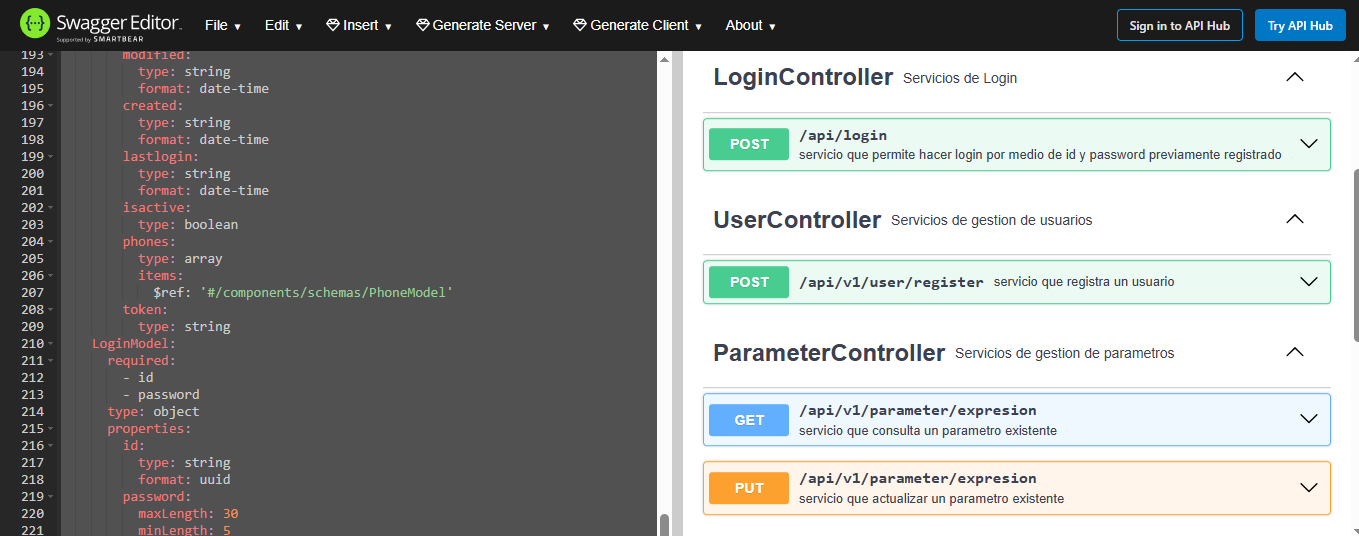 Swagger Editor
Supported by SMARTBEAR
File Edit Insert Generate Server Generate Client About Sign in to API Hub Try API Hub
193 modified:
194 type: string
195 format: date-time
196 created:
197 type: string
198 format: date-time
199 lastlogin:
200 type: string
201 format: date-time
202 isactive:
203 type: boolean
204 phones:
205 type: array
206 items:
207 $ref: '#/components/schemas/PhoneModel'
208 token:
209 type: string
210 LoginModel:
211 required:
212 - id
213 - password
214 type: object
215 properties:
216 id:
217 type: string
218 format: uuid
219 password:
220 maxLength: 30
221 minLength: 5
LoginController Servicios de Login
POST /api/login
servicio que permite hacer login por medio de id y password previamente registrado
UserController Servicios de gestion de usuarios
POST /api/v1/user/register servicio que registra un usuario
ParameterController Servicios de gestion de parametros
GET /api/v1/parameter/expresion
servicio que consulta un parametro existente
PUT /api/v1/parameter/expresion
servicio que actualizar un parametro existente